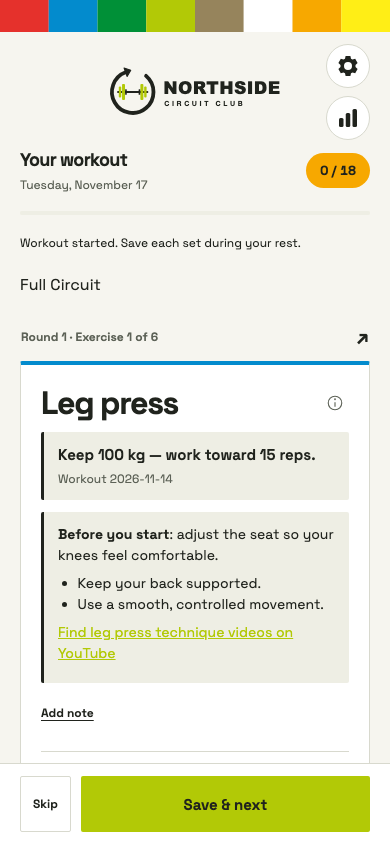 NORTHSIDE
CIRCUIT CLUB
Your workout
Tuesday, November 17
0 / 18
Workout started. Save each set during your rest.
Full Circuit
Round 1 · Exercise 1 of 6
Leg press
Keep 100 kg — work toward 15 reps.
Workout 2026-11-14
Before you start: adjust the seat so your
knees feel comfortable.
• Keep your back supported.
• Use a smooth, controlled movement.
Find leg press technique videos on
YouTube
Add note
Skip
Save & next